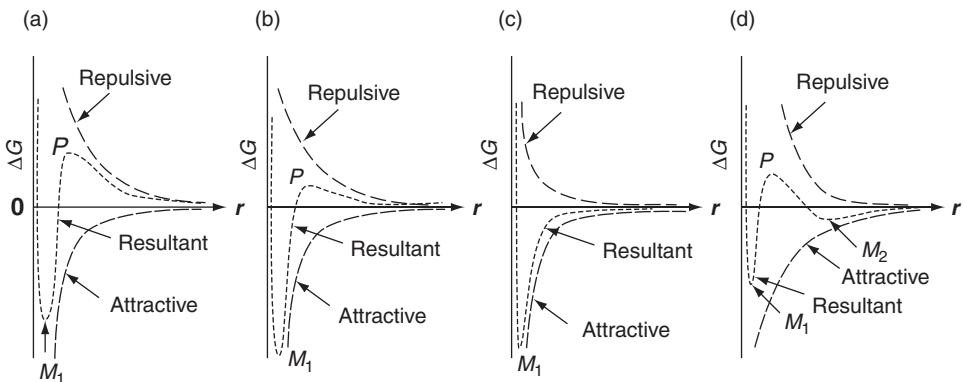 (a)
Repulsive
P
ΔG
0
r
Resultant
Attractive
M₁
(b)
Repulsive
P
ΔG
r
Resultant
Attractive
M₁
(c)
Repulsive
ΔG
r
Resultant
Attractive
M₁
(d)
Repulsive
P
ΔG
r
M₂
Attractive
Resultant
M₁